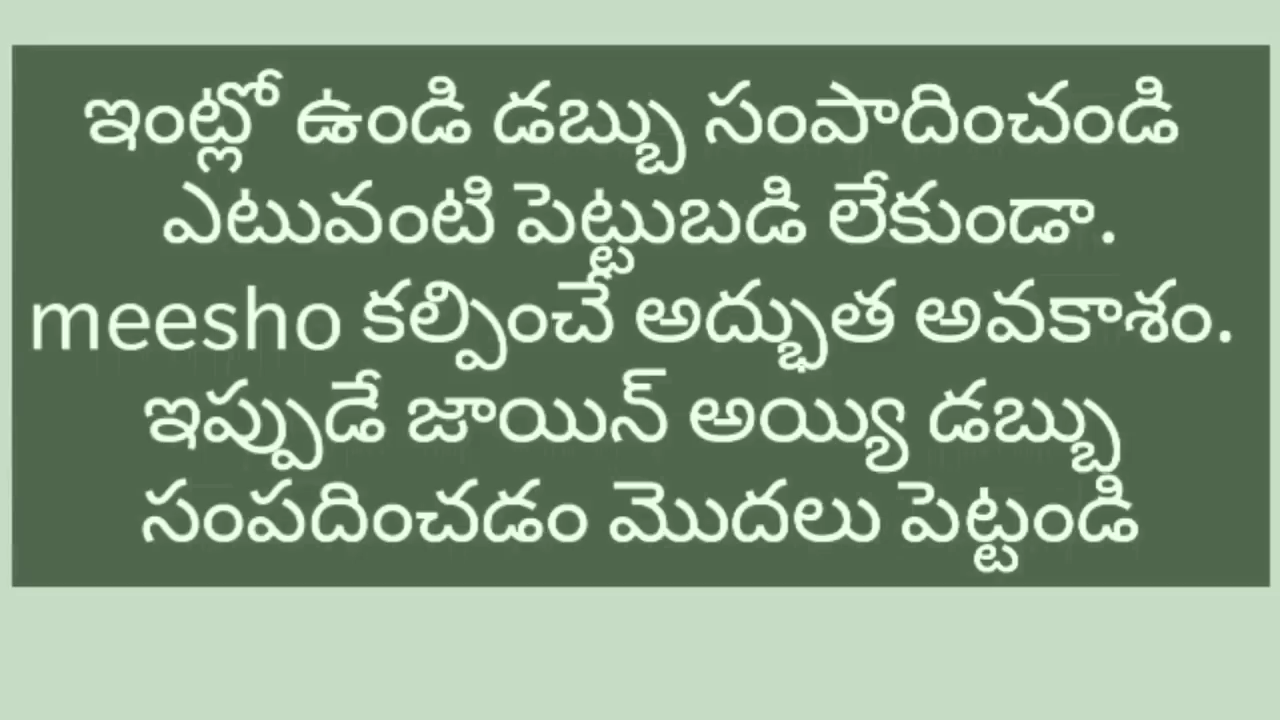 ఇంట్లో ఉండి డబ్బు సంపాదించండి
ఎటువంటి పెట్టుబడి లేకుండా.
meesho కల్పించే అద్భుత అవకాశం.
ఇప్పుడే జాయిన్ అయ్యి డబ్బు
సంపదించడం మొదలు పెట్టండి